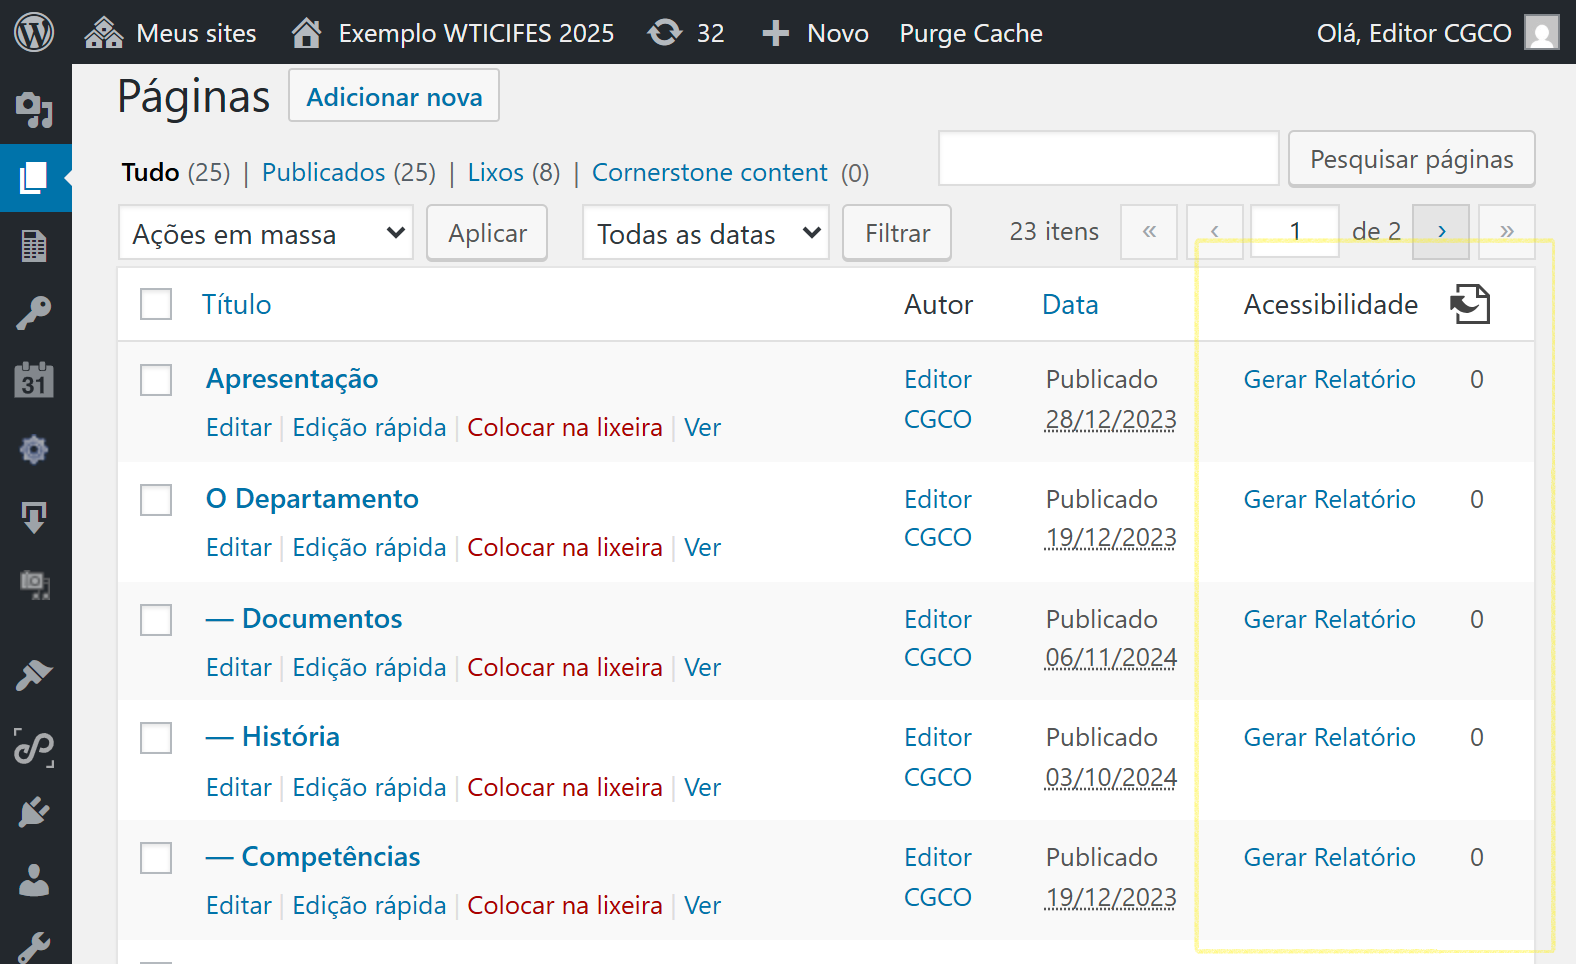 Meus sites Exemplo WTICIFES 2025 32 Novo Purge Cache Olá, Editor CGCO
Páginas Adicionar nova
Tudo (25) | Publicados (25) | Lixos (8) | Cornerstone content (0) Pesquisar páginas
Ações em massa Aplicar Todas as datas Filtrar 23 itens « ‹ 1 de 2 › »
Título Autor Data Acessibilidade
Apresentação Editor Publicado Gerar Relatório 0
Editar | Edição rápida | Colocar na lixeira | Ver CGCO 28/12/2023
O Departamento Editor Publicado Gerar Relatório 0
Editar | Edição rápida | Colocar na lixeira | Ver CGCO 19/12/2023
— Documentos Editor Publicado Gerar Relatório 0
Editar | Edição rápida | Colocar na lixeira | Ver CGCO 06/11/2024
— História Editor Publicado Gerar Relatório 0
Editar | Edição rápida | Colocar na lixeira | Ver CGCO 03/10/2024
— Competências Editor Publicado Gerar Relatório 0
Editar | Edição rápida | Colocar na lixeira | Ver CGCO 19/12/2023
31